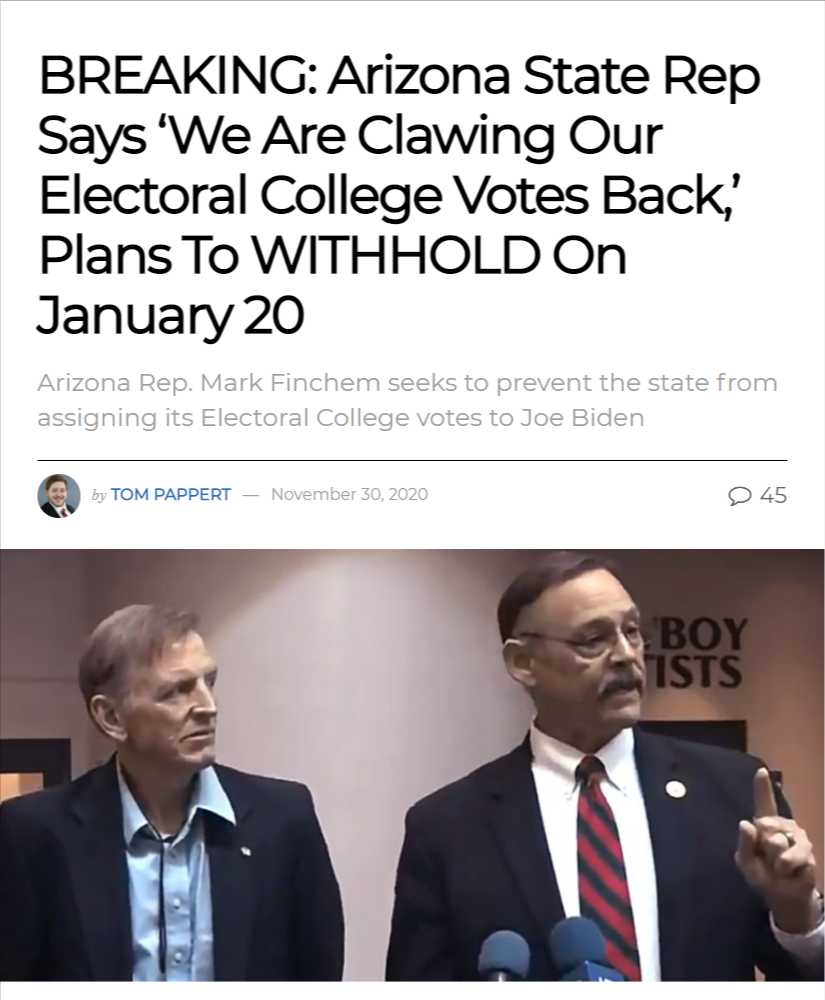 BREAKING: Arizona State Rep
Says ‘We Are Clawing Our
Electoral College Votes Back,’
Plans To WITHHOLD On
January 20
Arizona Rep. Mark Finchem seeks to prevent the state from
assigning its Electoral College votes to Joe Biden
by TOM PAPPERT — November 30, 2020
45
BOY
TISTS